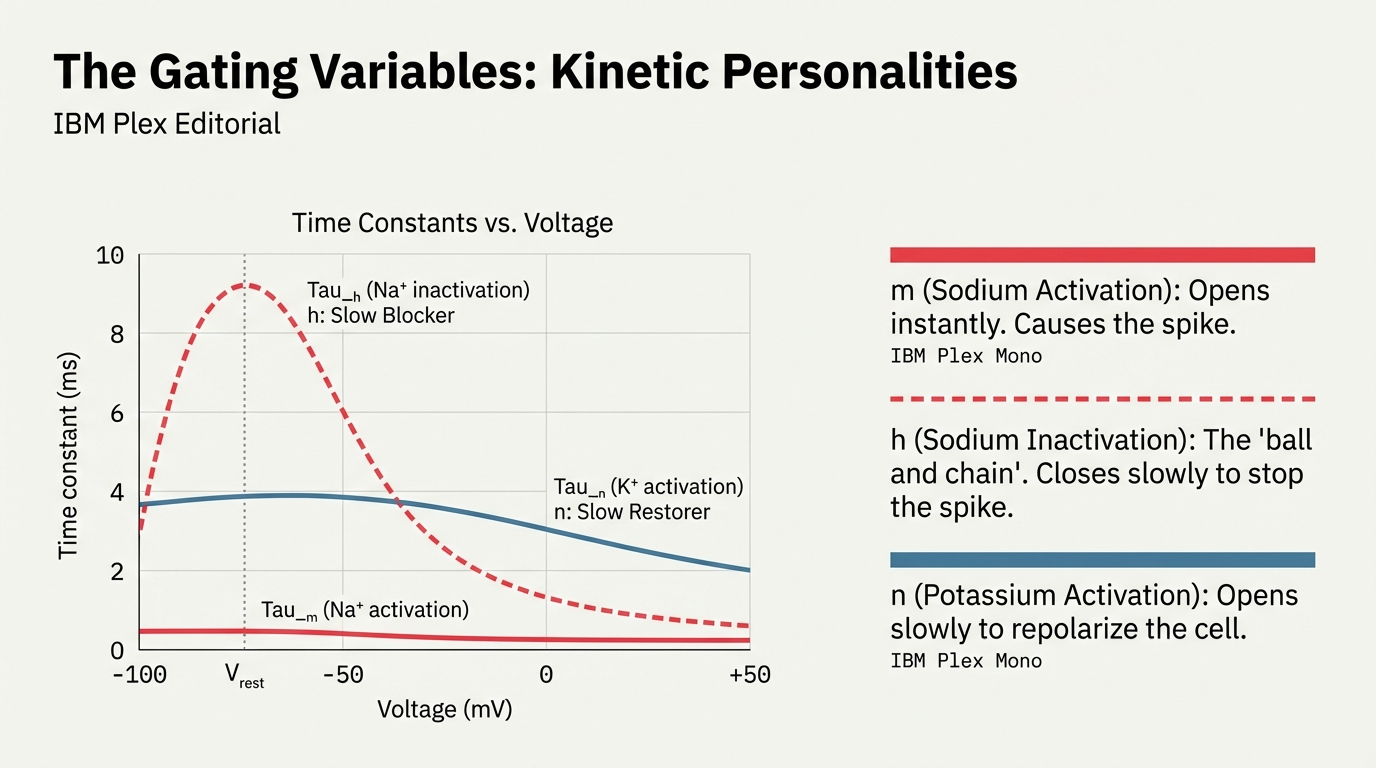 The Gating Variables: Kinetic Personalities
IBM Plex Editorial
Time Constants vs. Voltage
10
8
6
4
2
0
Time constant (ms)
Tau_h (Na⁺ inactivation)
h: Slow Blocker
Tau_n (K⁺ activation)
n: Slow Restorer
Tau_m (Na⁺ activation)
-100
Vrest
-50
0
+50
Voltage (mV)
m (Sodium Activation): Opens
instantly. Causes the spike.
IBM Plex Mono
h (Sodium Inactivation): The 'ball
and chain'. Closes slowly to stop
the spike.
n (Potassium Activation): Opens
slowly to repolarize the cell.
IBM Plex Mono